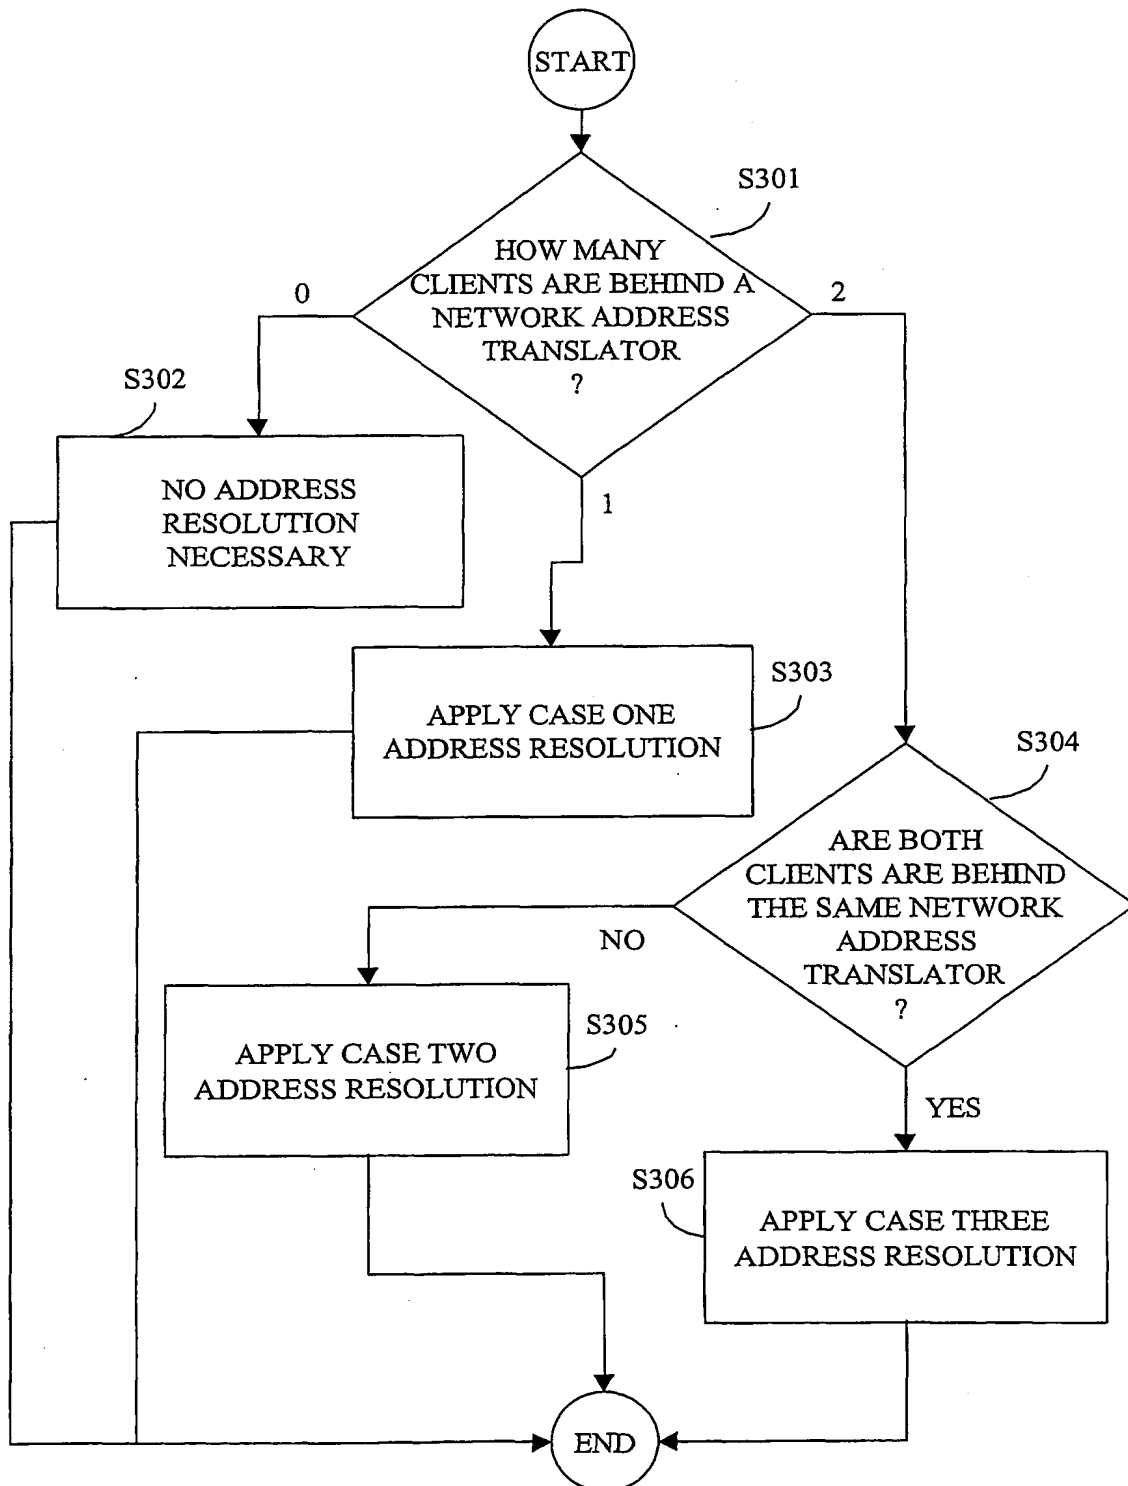 START
S301
HOW MANY
CLIENTS ARE BEHIND A
NETWORK ADDRESS
TRANSLATOR
?
0
2
1
S302
NO ADDRESS
RESOLUTION
NECESSARY
S303
APPLY CASE ONE
ADDRESS RESOLUTION
S304
ARE BOTH
CLIENTS ARE BEHIND
THE SAME NETWORK
ADDRESS
TRANSLATOR
?
NO
YES
S305
APPLY CASE TWO
ADDRESS RESOLUTION
S306
APPLY CASE THREE
ADDRESS RESOLUTION
END